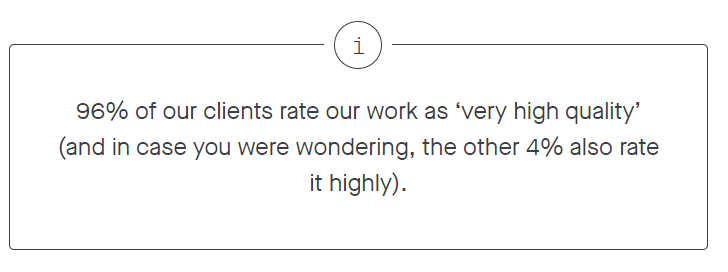 i
96% of our clients rate our work as ‘very high quality’
(and in case you were wondering, the other 4% also rate
it highly).